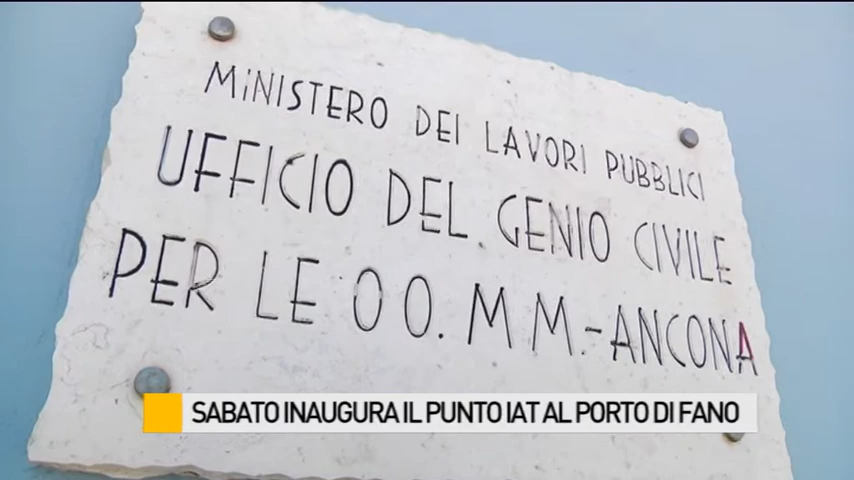 MINISTERO DEI LAVORI PUBBLICI
UFFICIO DEL GENIO CIVILE
PER LE OO.MM.-ANCONA
SABATO INAUGURA IL PUNTO IAT AL PORTO DI FANO